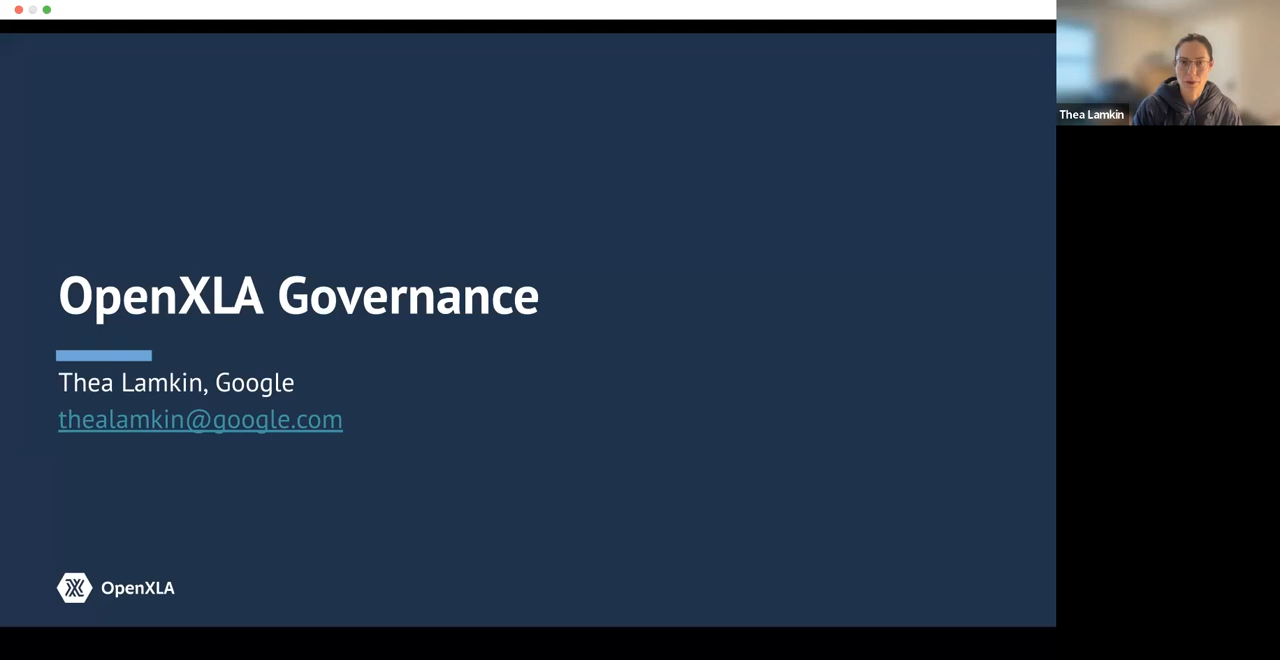 OpenXLA Governance
Thea Lamkin, Google
thealamkin@google.com
OpenXLA
Thea Lamkin